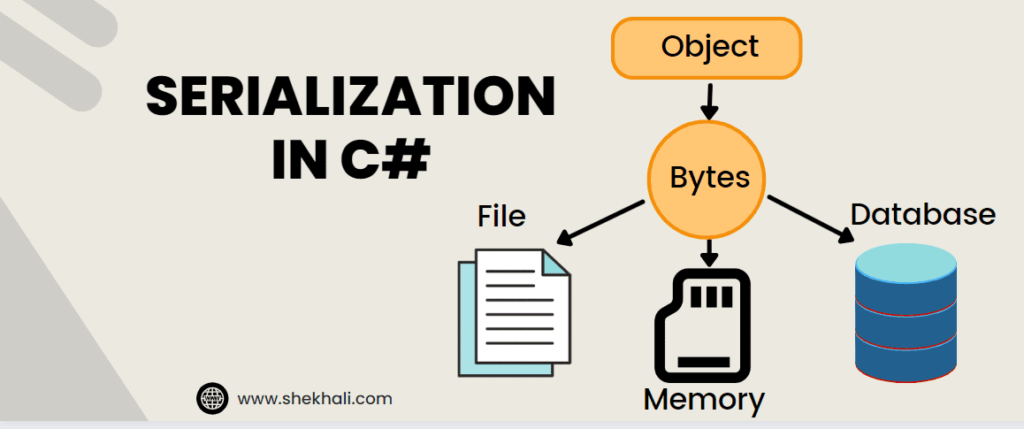 SERIALIZATION
IN C#
Object
Bytes
File
Database
Memory
www.shekhali.com